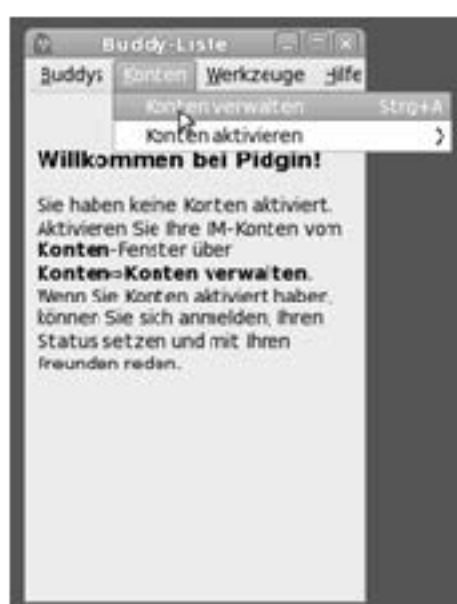 Buddy-Liste
Buddys Konten Werkzeuge Hilfe
Konten verwalten Strg+A
Konten aktivieren
Willkommen bei Pidgin!
Sie haben keine Konten aktiviert.
Aktivieren Sie Ihre IM-Konten vom
Konten-Fenster über
Konten⇨Konten verwalten.
Wenn Sie Konten aktiviert haben,
können Sie sich anmelden, Ihren
Status setzen und mit Ihren
Freunden reden.